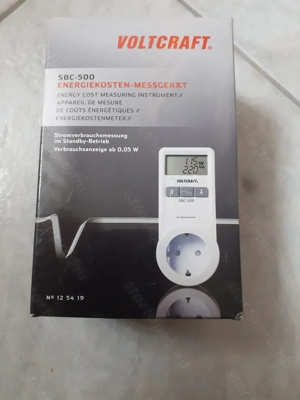 VOLTCRAFT®
SBC-500
ENERGIEKOSTEN-MESSGERÄT
ENERGY COST MEASURING INSTRUMENT //
APPAREIL DE MESURE
DE COÛTS ÉNERGÉTIQUES //
ENERGIEKOSTENMETER //
Stromverbrauchsmessung
im Standby-Betrieb
Verbrauchsanzeige ab 0,05 W
VOLTCRAFT
SBC-500
Nº 12 54 19